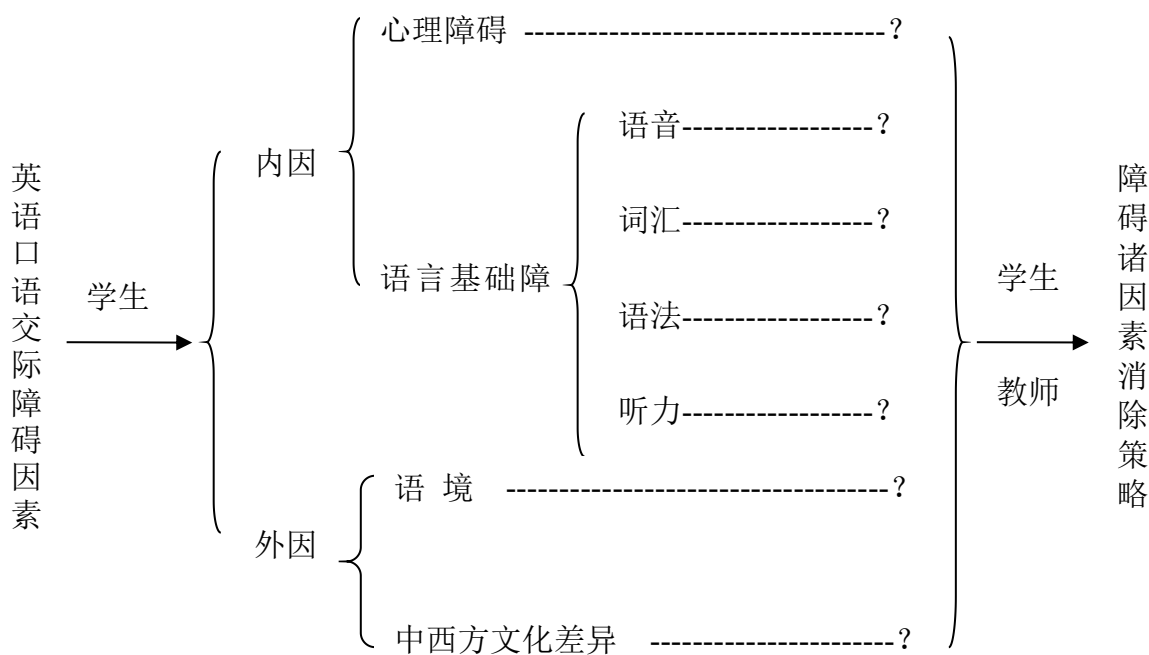 英语口语交际障碍因素
学生
内因
心理障碍 ----------------------------------?
语言基础障
语音------------------?
词汇------------------?
语法------------------?
听力------------------?
外因
语 境 ------------------------------------?
中西方文化差异 -----------------------?
学生
教师
障碍诸因素消除策略